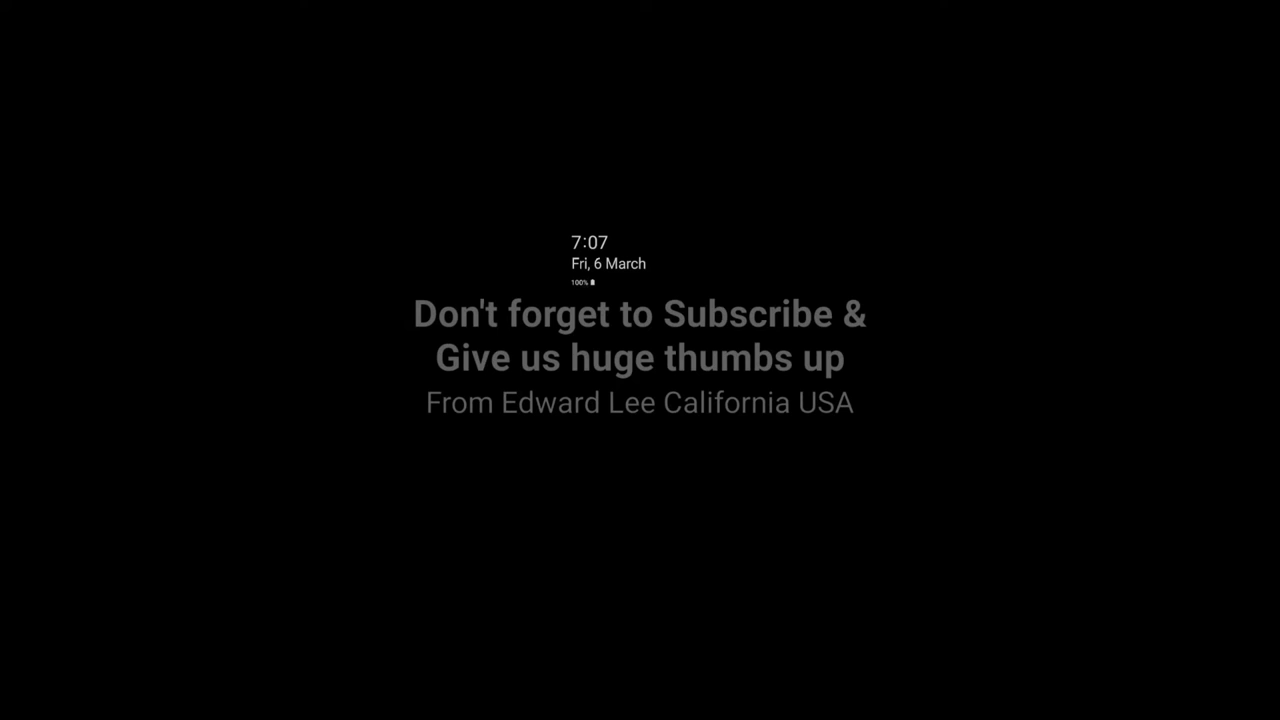 7:07
Fri, 6 March
100%
Don't forget to Subscribe &
Give us huge thumbs up
From Edward Lee California USA